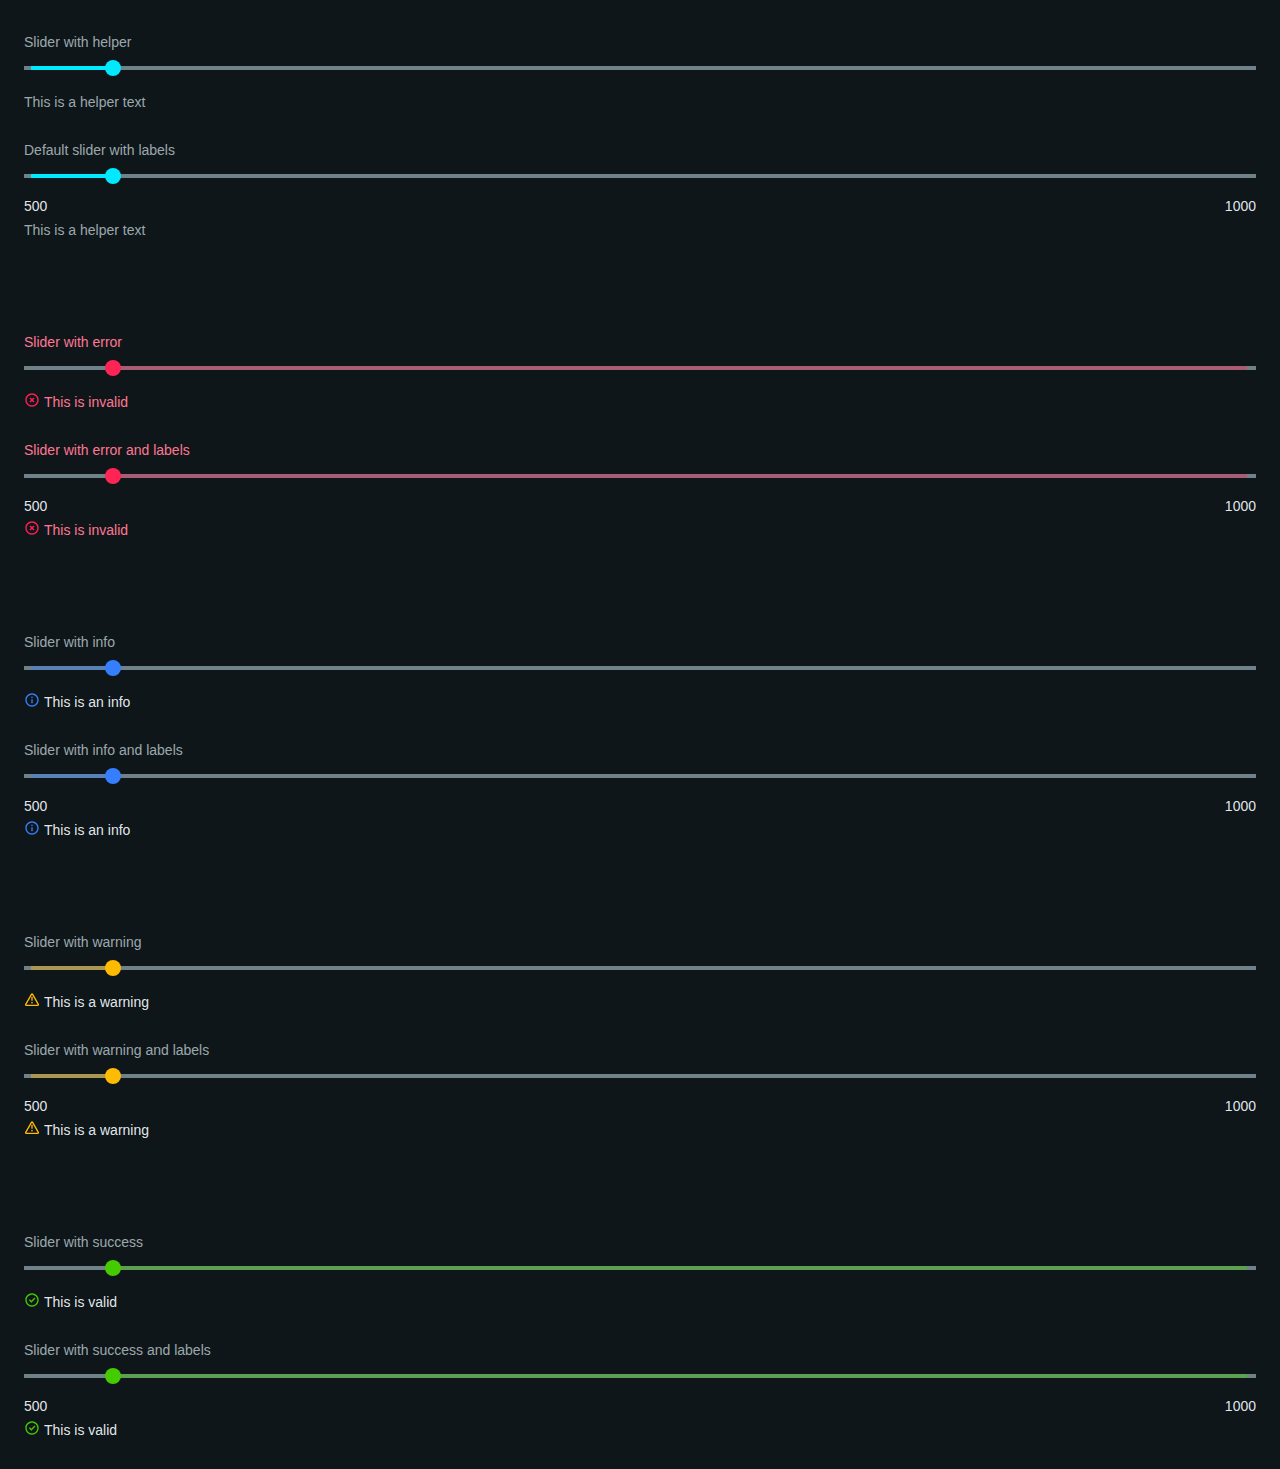 Slider with helper
This is a helper text
Default slider with labels
500 1000
This is a helper text
Slider with error
This is invalid
Slider with error and labels
500 1000
This is invalid
Slider with info
This is an info
Slider with info and labels
500 1000
This is an info
Slider with warning
This is a warning
Slider with warning and labels
500 1000
This is a warning
Slider with success
This is valid
Slider with success and labels
500 1000
This is valid